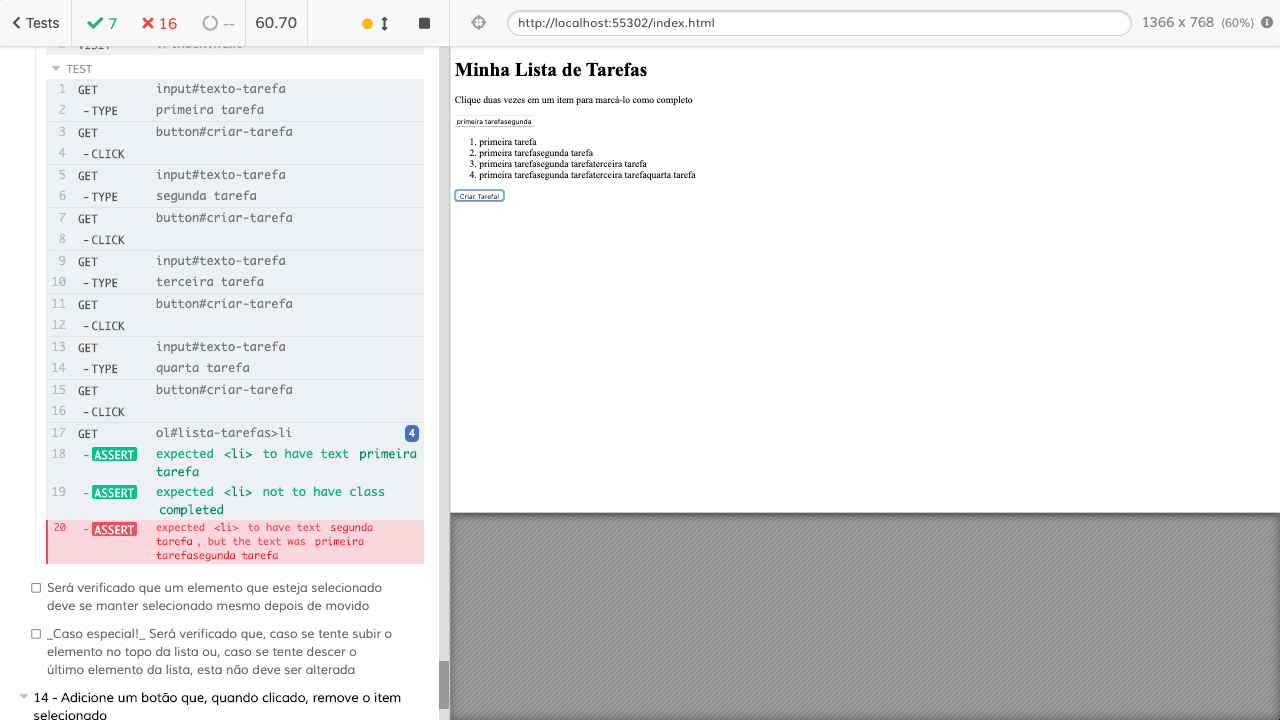 Tests
7
16
--
60.70
http://localhost:55302/index.html
1366 x 768 (60%)
2 VISIT ./index.html
TEST
1 GET input#texto-tarefa
2 -TYPE primeira tarefa
3 GET button#criar-tarefa
4 -CLICK
5 GET input#texto-tarefa
6 -TYPE segunda tarefa
7 GET button#criar-tarefa
8 -CLICK
9 GET input#texto-tarefa
10 -TYPE terceira tarefa
11 GET button#criar-tarefa
12 -CLICK
13 GET input#texto-tarefa
14 -TYPE quarta tarefa
15 GET button#criar-tarefa
16 -CLICK
17 GET ol#lista-tarefas>li 4
18 -ASSERT expected <li> to have text primeira
tarefa
19 -ASSERT expected <li> not to have class
completed
20 -ASSERT expected <li> to have text segunda
tarefa, but the text was primeira
tarefasegunda tarefa
Será verificado que um elemento que esteja selecionado
deve se manter selecionado mesmo depois de movido
_Caso especial!_ Será verificado que, caso se tente subir o
elemento no topo da lista ou, caso se tente descer o
último elemento da lista, esta não deve ser alterada
14 - Adicione um botão que, quando clicado, remove o item
selecionado
Minha Lista de Tarefas
Clique duas vezes em um item para marcá-lo como completo
primeira tarefasegunda
1. primeira tarefa
2. primeira tarefasegunda tarefa
3. primeira tarefasegunda tarefaterceira tarefa
4. primeira tarefasegunda tarefaterceira tarefaquarta tarefa
Criar Tarefa!